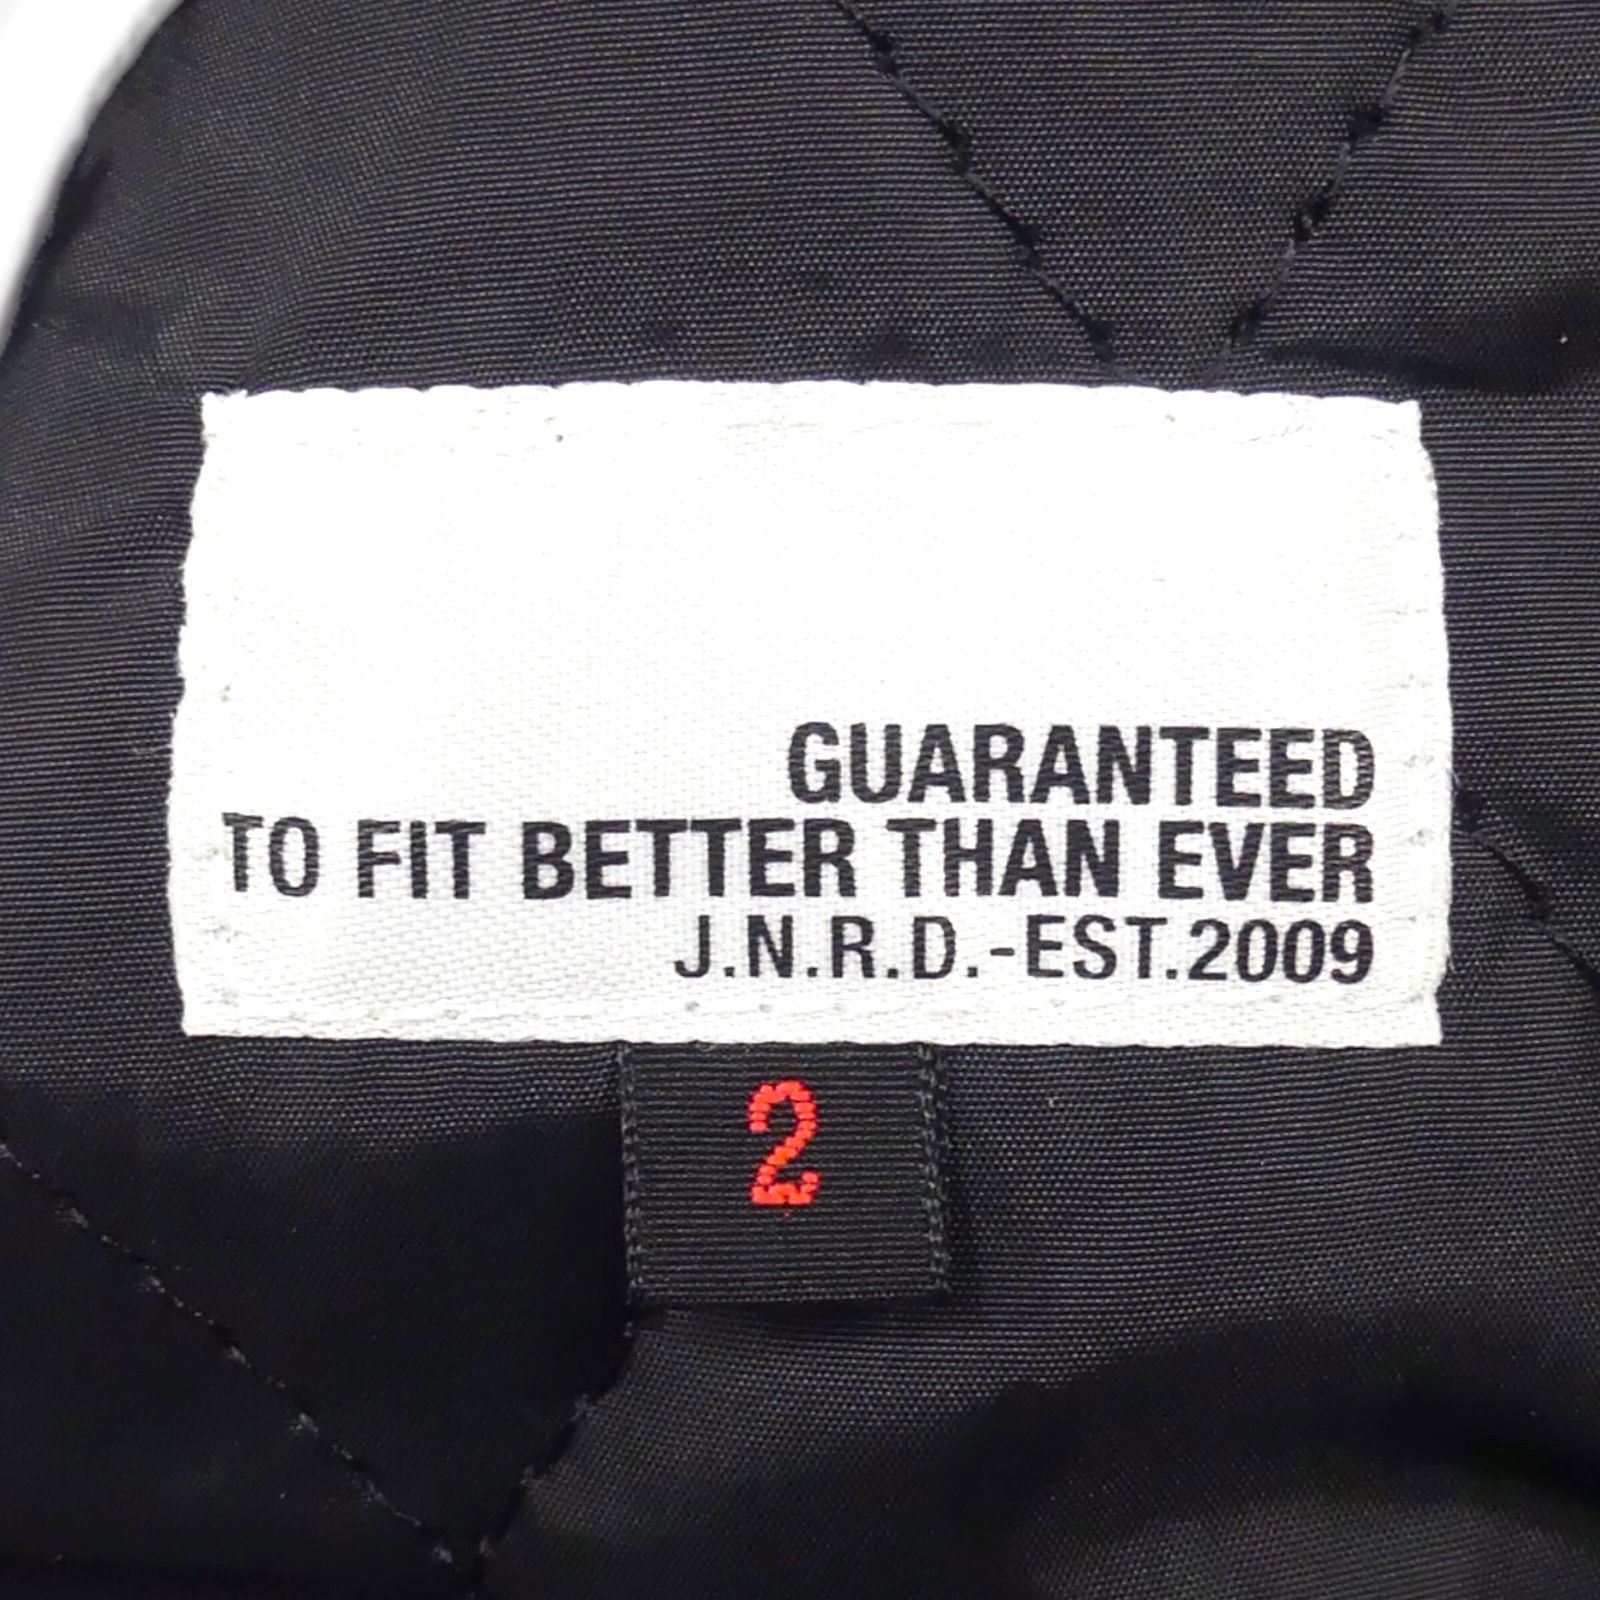 GUARANTEED
TO FIT BETTER THAN EVER
J.N.R.D.-EST.2009
2